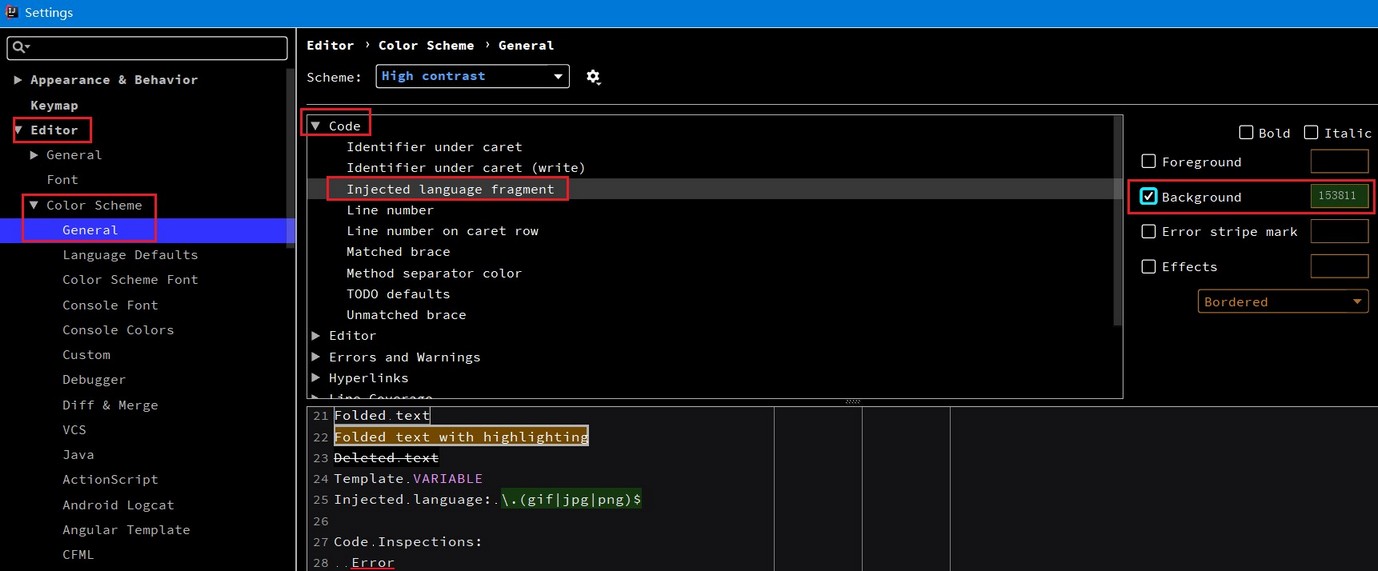 Settings
Appearance & Behavior
Keymap
Editor
General
Font
Color Scheme
General
Language Defaults
Color Scheme Font
Console Font
Console Colors
Custom
Debugger
Diff & Merge
VCS
Java
ActionScript
Android Logcat
Angular Template
CFML
Editor › Color Scheme › General
Scheme: High contrast
Code
Identifier under caret
Identifier under caret (write)
Injected language fragment
Line number
Line number on caret row
Matched brace
Method separator color
TODO defaults
Unmatched brace
Editor
Errors and Warnings
Hyperlinks
Line Coverage
Bold Italic
Foreground
Background 153811
Error stripe mark
Effects
Bordered
21 Folded.text
22 Folded text with highlighting
23 Deleted.text
24 Template.VARIABLE
25 Injected.language:.\.(gif|jpg|png)$
26
27 Code.Inspections:
28 ..Error